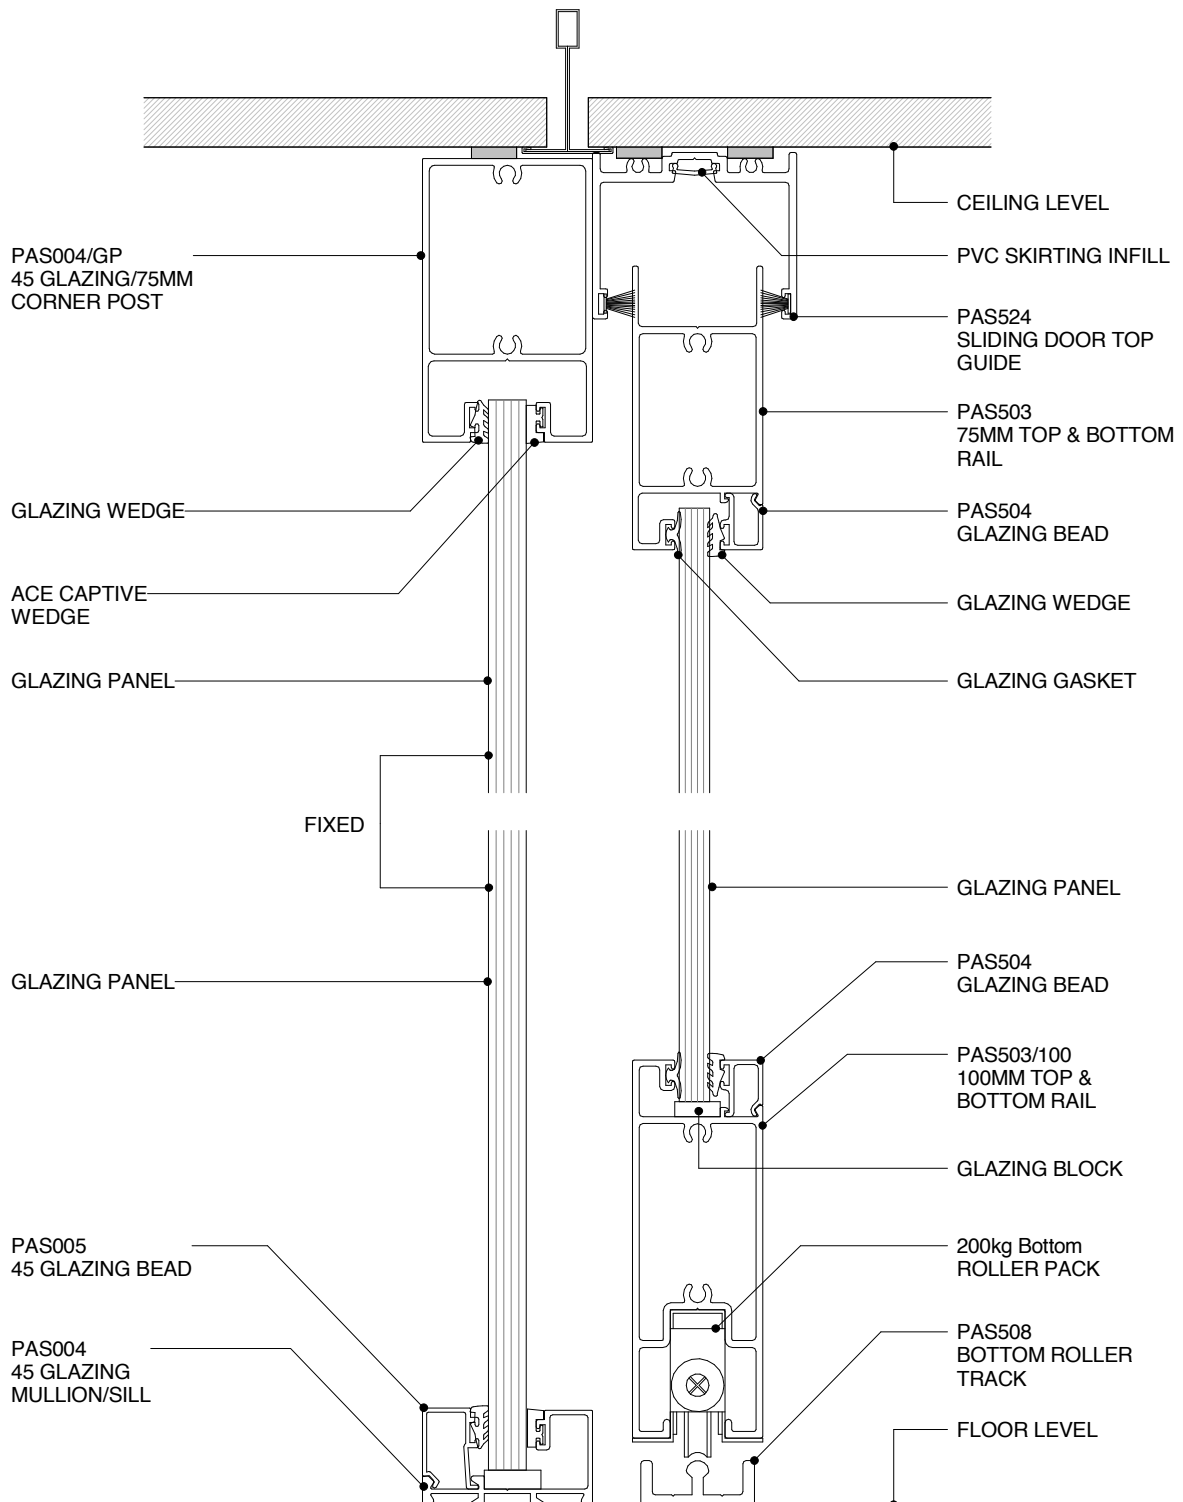 PAS004/GP
45 GLAZING/75MM
CORNER POST
GLAZING WEDGE
ACE CAPTIVE
WEDGE
GLAZING PANEL
FIXED
GLAZING PANEL
PAS005
45 GLAZING BEAD
PAS004
45 GLAZING
MULLION/SILL
CEILING LEVEL
PVC SKIRTING INFILL
PAS524
SLIDING DOOR TOP
GUIDE
PAS503
75MM TOP & BOTTOM
RAIL
PAS504
GLAZING BEAD
GLAZING WEDGE
GLAZING GASKET
GLAZING PANEL
PAS504
GLAZING BEAD
PAS503/100
100MM TOP &
BOTTOM RAIL
GLAZING BLOCK
200kg Bottom
ROLLER PACK
PAS508
BOTTOM ROLLER
TRACK
FLOOR LEVEL